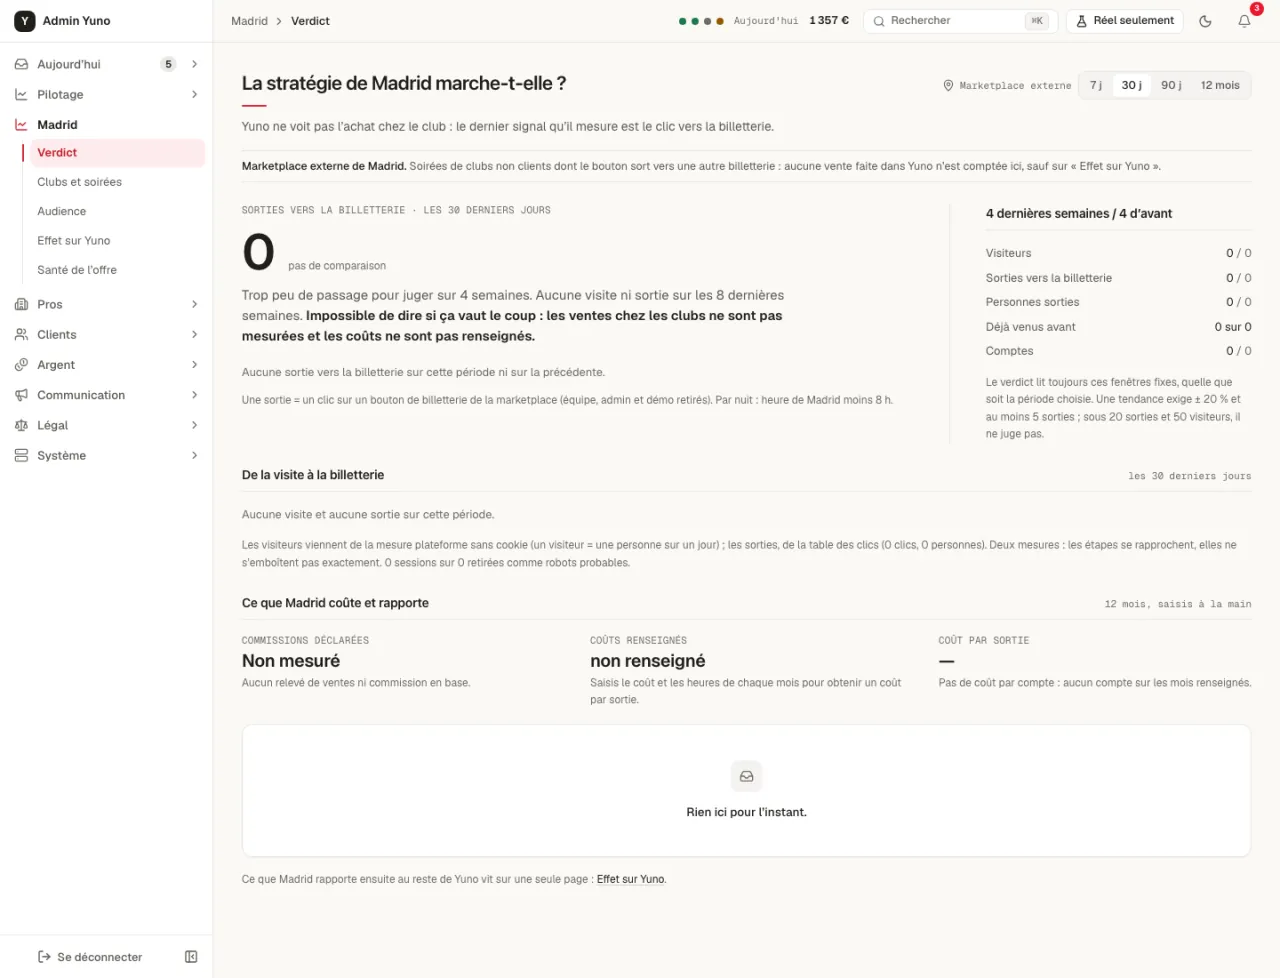 Y Admin Yuno
Madrid > Verdict
Aujourd'hui 1 357 €
Rechercher ⌘K
Réel seulement
3
Aujourd'hui 5
Pilotage
Madrid
Verdict
Clubs et soirées
Audience
Effet sur Yuno
Santé de l'offre
Pros
Clients
Argent
Communication
Légal
Système
Se déconnecter
La stratégie de Madrid marche-t-elle ?
Marketplace externe 7 j 30 j 90 j 12 mois
Yuno ne voit pas l'achat chez le club : le dernier signal qu'il mesure est le clic vers la billetterie.
Marketplace externe de Madrid. Soirées de clubs non clients dont le bouton sort vers une autre billetterie : aucune vente faite dans Yuno n'est comptée ici, sauf sur « Effet sur Yuno ».
SORTIES VERS LA BILLETTERIE · LES 30 DERNIERS JOURS
0 pas de comparaison
Trop peu de passage pour juger sur 4 semaines. Aucune visite ni sortie sur les 8 dernières
semaines. Impossible de dire si ça vaut le coup : les ventes chez les clubs ne sont pas
mesurées et les coûts ne sont pas renseignés.
Aucune sortie vers la billetterie sur cette période ni sur la précédente.
Une sortie = un clic sur un bouton de billetterie de la marketplace (équipe, admin et démo retirés). Par nuit : heure de Madrid moins 8 h.
4 dernières semaines / 4 d'avant
Visiteurs 0 / 0
Sorties vers la billetterie 0 / 0
Personnes sorties 0 / 0
Déjà venus avant 0 sur 0
Comptes 0 / 0
Le verdict lit toujours ces fenêtres fixes, quelle que
soit la période choisie. Une tendance exige ± 20 % et
au moins 5 sorties ; sous 20 sorties et 50 visiteurs, il
ne juge pas.
De la visite à la billetterie les 30 derniers jours
Aucune visite et aucune sortie sur cette période.
Les visiteurs viennent de la mesure plateforme sans cookie (un visiteur = une personne sur un jour) ; les sorties, de la table des clics (0 clics, 0 personnes). Deux mesures : les étapes se rapprochent, elles ne
s'emboîtent pas exactement. 0 sessions sur 0 retirées comme robots probables.
Ce que Madrid coûte et rapporte 12 mois, saisis à la main
COMMISSIONS DÉCLARÉES
Non mesuré
Aucun relevé de ventes ni commission en base.
COÛTS RENSEIGNÉS
non renseigné
Saisis le coût et les heures de chaque mois pour obtenir un coût
par sortie.
COÛT PAR SORTIE
—
Pas de coût par compte : aucun compte sur les mois renseignés.
Rien ici pour l'instant.
Ce que Madrid rapporte ensuite au reste de Yuno vit sur une seule page : Effet sur Yuno.